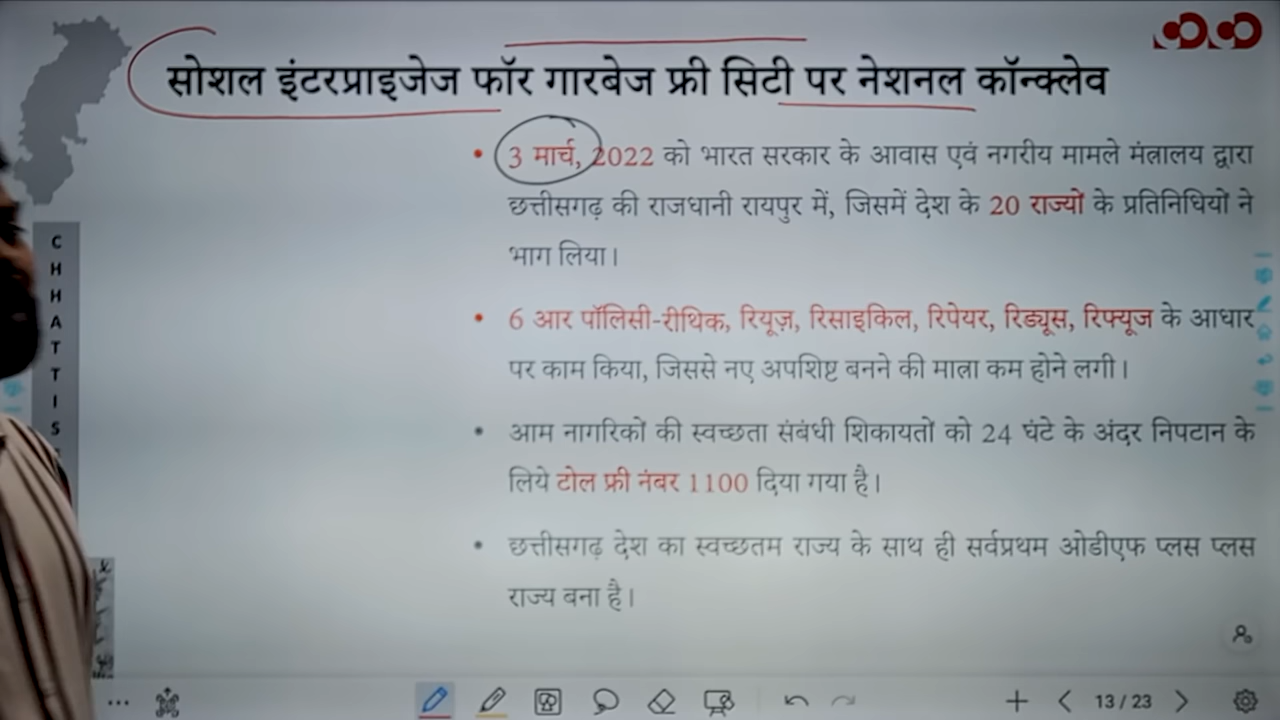 सोशल इंटरप्राइजेज फॉर गारबेज फ्री सिटी पर नेशनल कॉन्क्लेव
• 3 मार्च, 2022 को भारत सरकार के आवास एवं नगरीय मामले मंत्रालय द्वारा
छत्तीसगढ़ की राजधानी रायपुर में, जिसमें देश के 20 राज्यों के प्रतिनिधियों ने
भाग लिया।
• 6 आर पॉलिसी-रीथिक, रियूज़, रिसाइकिल, रिपेयर, रिड्यूस, रिफ्यूज के आधार
पर काम किया, जिससे नए अपशिष्ट बनने की मात्रा कम होने लगी।
• आम नागरिकों की स्वच्छता संबंधी शिकायतों को 24 घंटे के अंदर निपटान के
लिये टोल फ्री नंबर 1100 दिया गया है।
• छत्तीसगढ़ देश का स्वच्छतम राज्य के साथ ही सर्वप्रथम ओडीएफ प्लस प्लस
राज्य बना है।
C
H
H
A
T
T
I
S
13 / 23